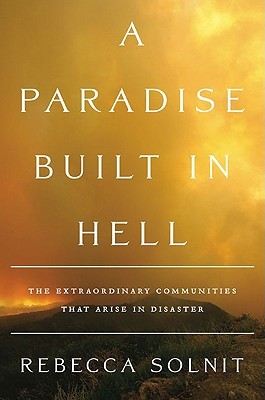 A
PARADISE
BUILT IN
HELL
THE EXTRAORDINARY COMMUNITIES
THAT ARISE IN DISASTER
REBECCA SOLNIT